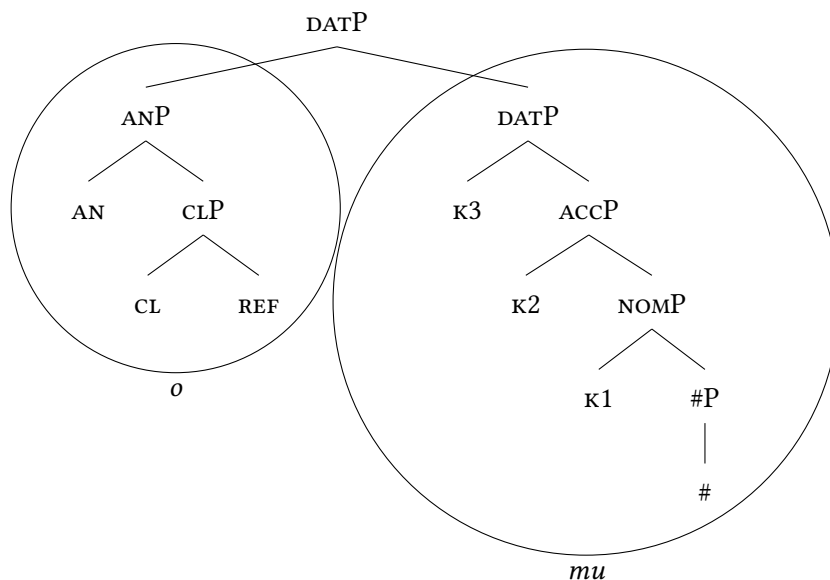 DATP
ANP DATP
AN CLP K3 ACCP
CL REF K2 NOMP
o K1 #P
#
mu